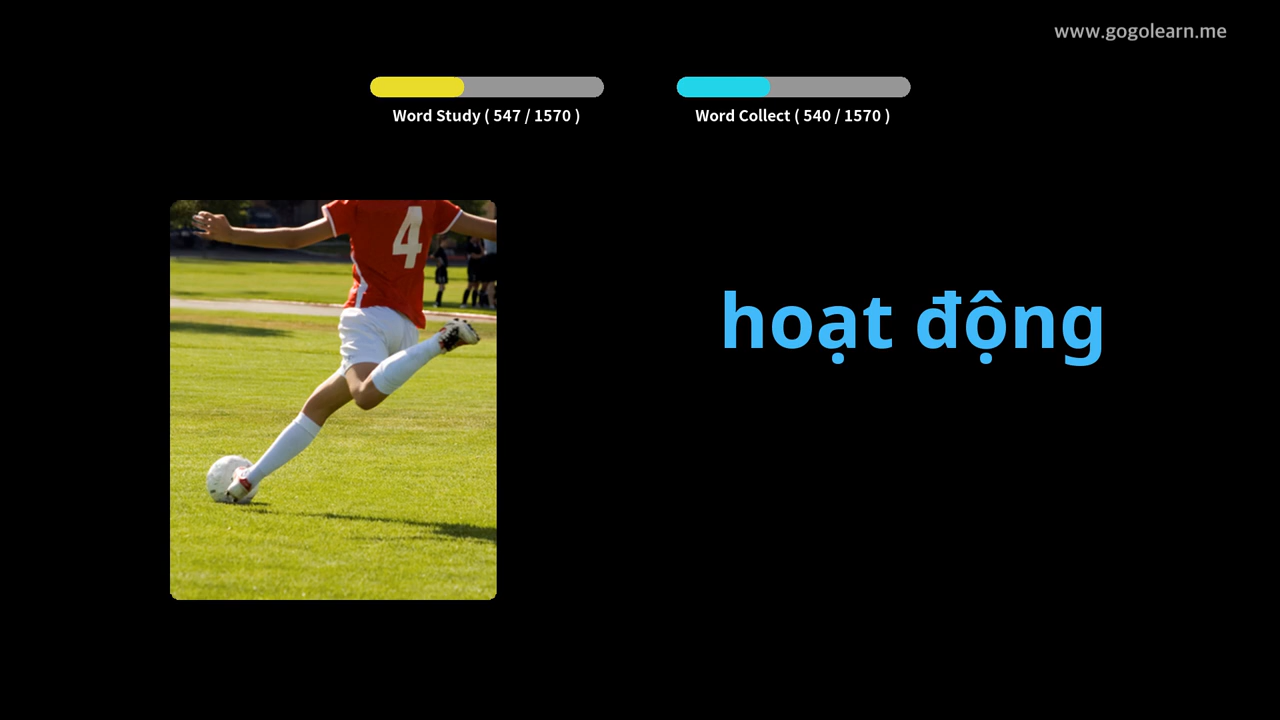 www.gogolearn.me
Word Study ( 547 / 1570 )
Word Collect ( 540 / 1570 )
4
hoạt động